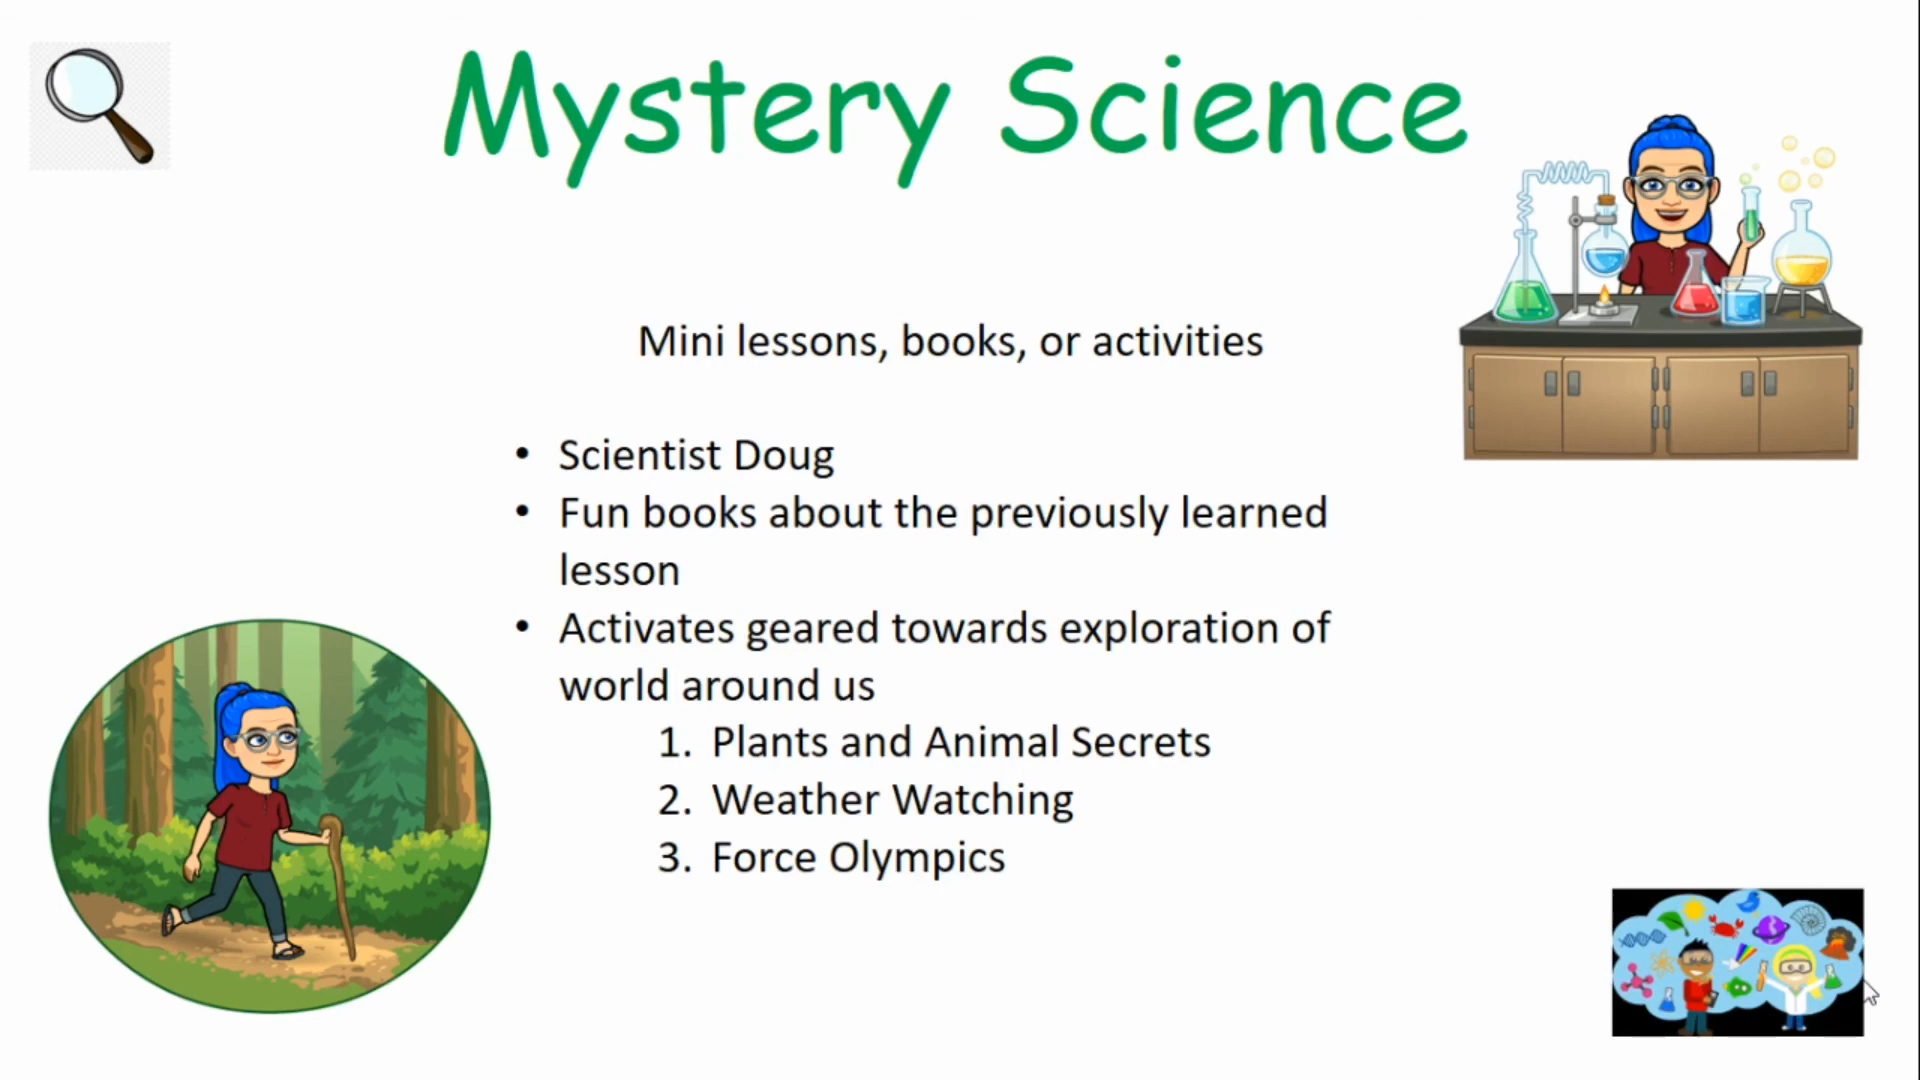 Mystery Science
Mini lessons, books, or activities
• Scientist Doug
• Fun books about the previously learned
lesson
• Activates geared towards exploration of
world around us
1. Plants and Animal Secrets
2. Weather Watching
3. Force Olympics